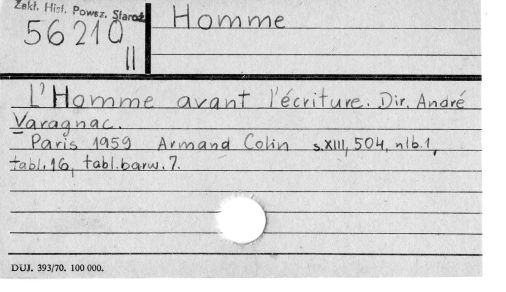 Zakł. Hist. Powsz. Staroż.
56210
II
Homme
L'Homme avant l'écriture. Dir. André
Varagnac.
Paris 1959 Armand Colin s.XIII, 504, nlb.1,
tabl.16, tabl.barw.7.
DUJ. 393/70. 100 000.